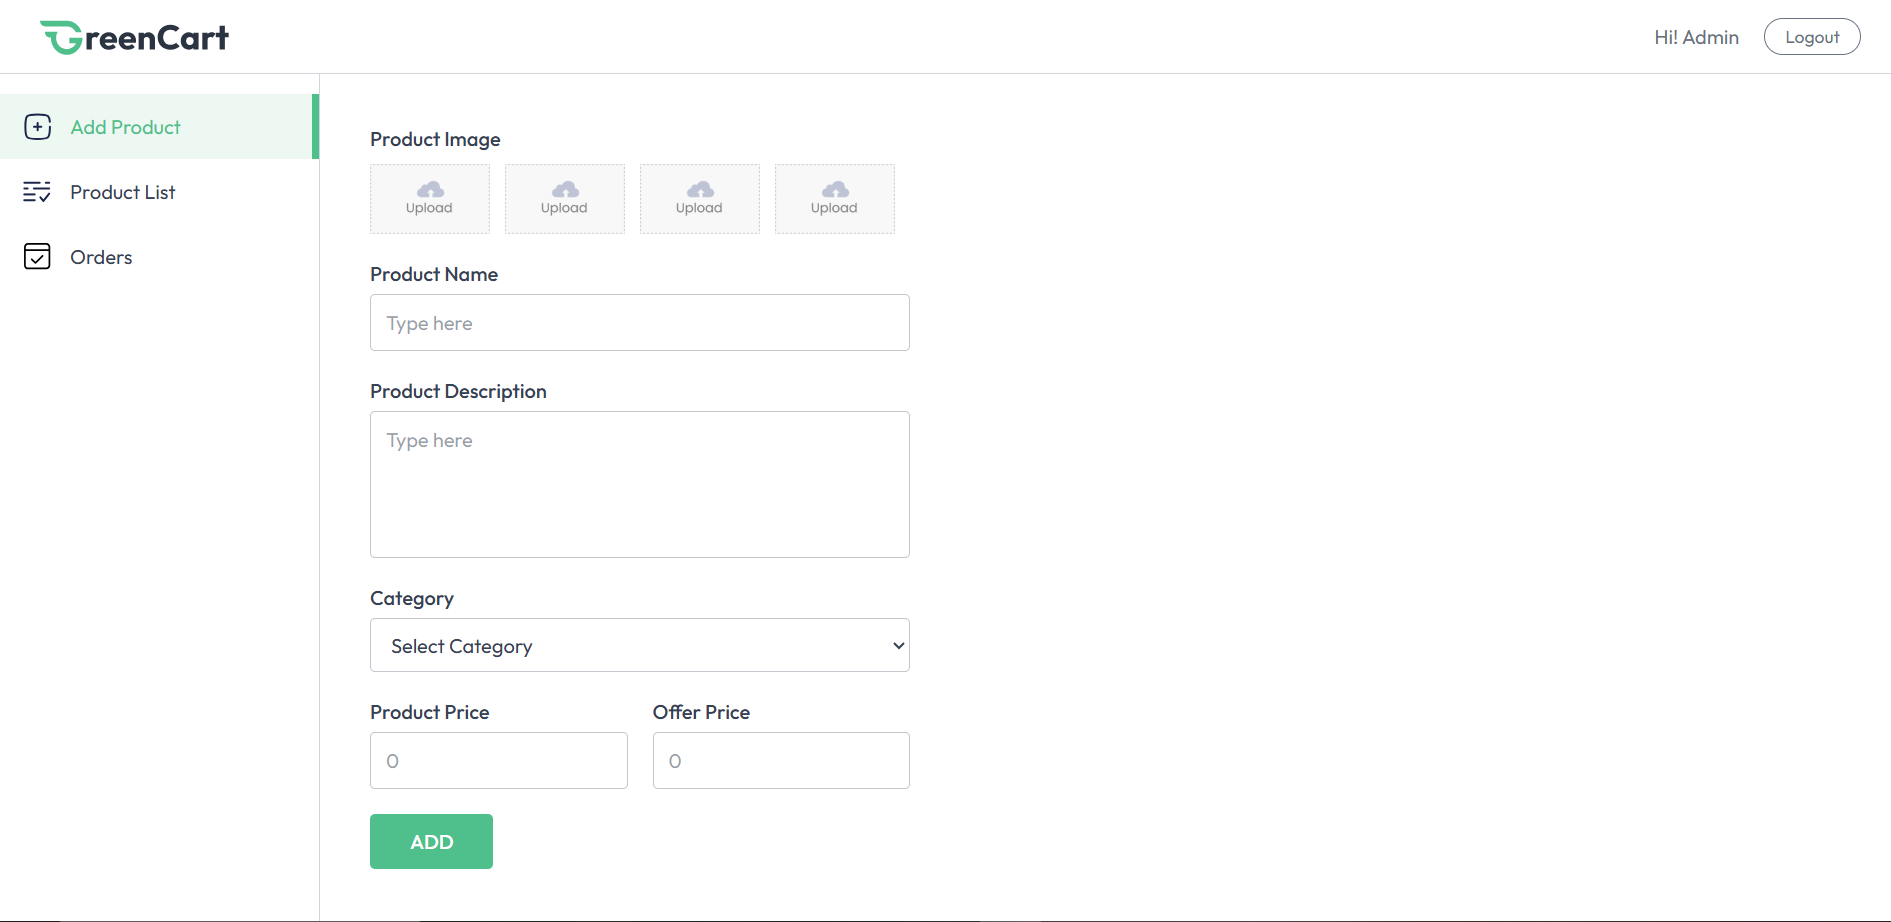 GreenCart
Hi! Admin
Logout
Add Product
Product List
Orders
Product Image
Upload Upload Upload Upload
Product Name
Type here
Product Description
Type here
Category
Select Category
Product Price Offer Price
0 0
ADD